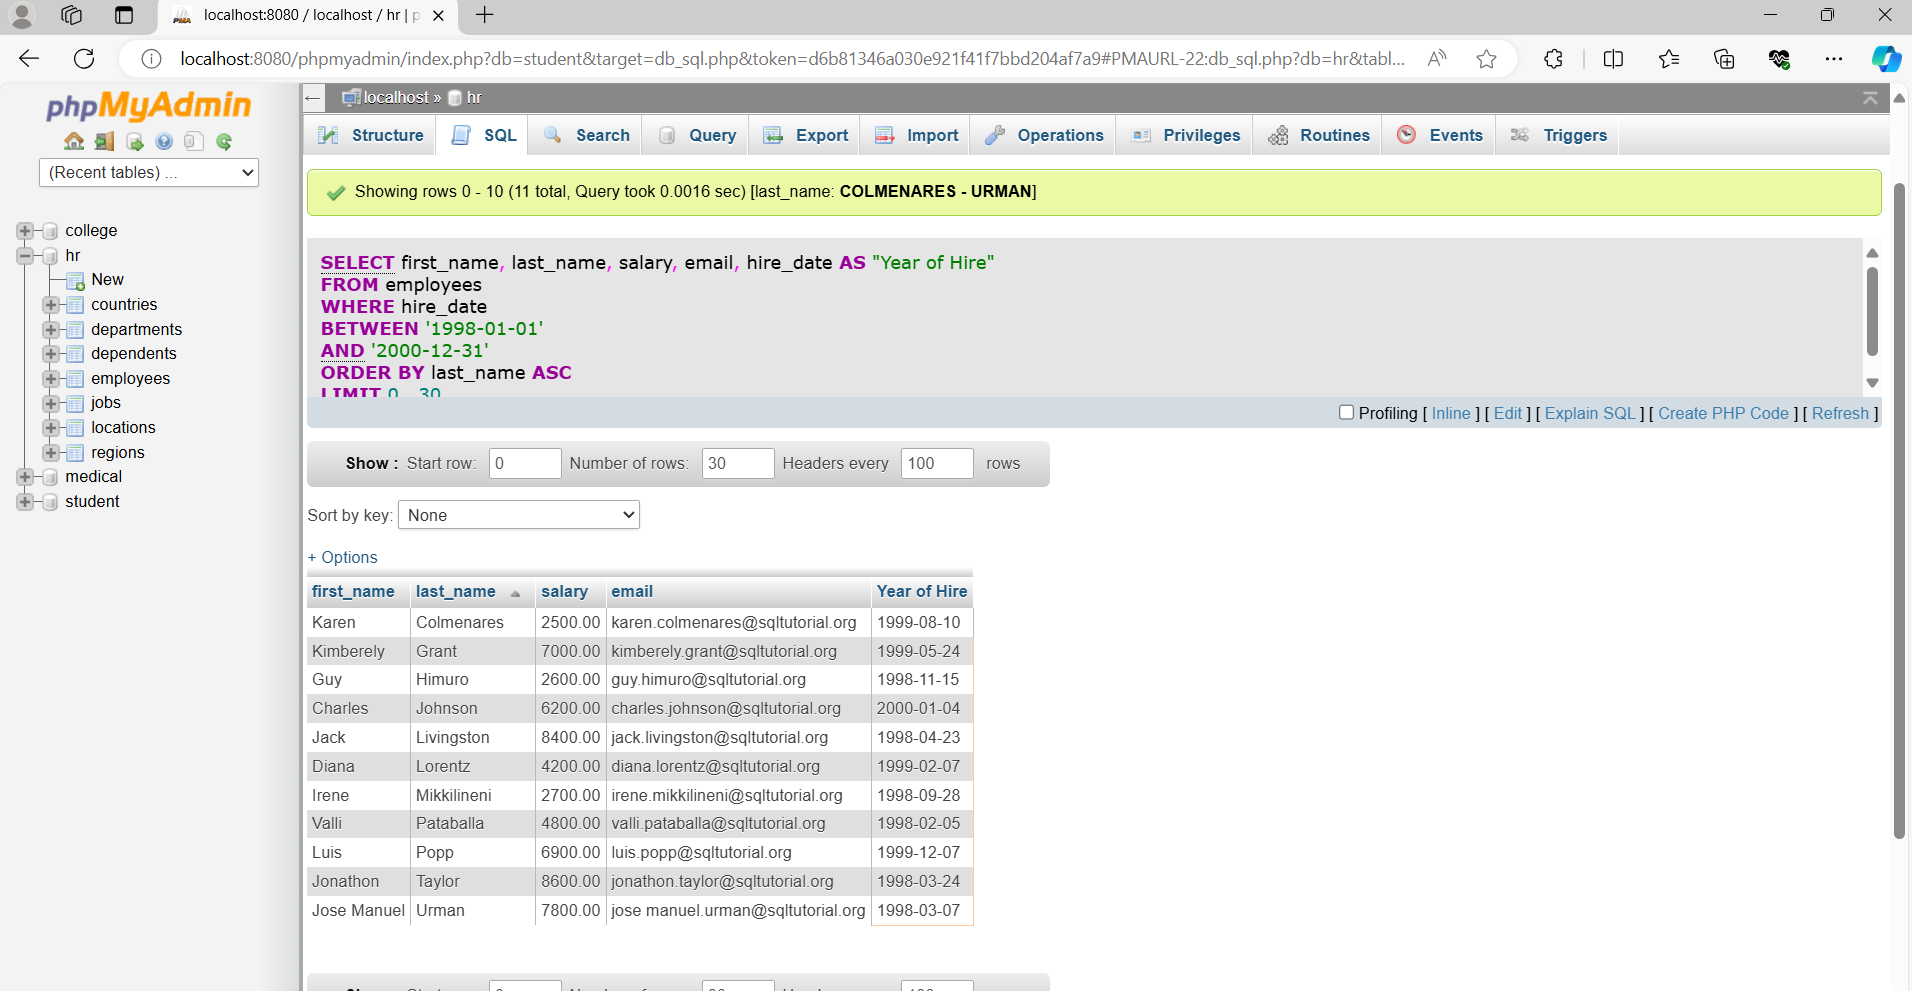 localhost:8080 / localhost / hr | p
localhost:8080/phpmyadmin/index.php?db=student&target=db_sql.php&token=d6b81346a030e921f41f7bbd204af7a9#PMAURL-22:db_sql.php?db=hr&tabl...
phpMyAdmin
(Recent tables) ...
college
hr
New
countries
departments
dependents
employees
jobs
locations
regions
medical
student
localhost » hr
Structure SQL Search Query Export Import Operations Privileges Routines Events Triggers
Showing rows 0 - 10 (11 total, Query took 0.0016 sec) [last_name: COLMENARES - URMAN]
SELECT first_name, last_name, salary, email, hire_date AS "Year of Hire"
FROM employees
WHERE hire_date
BETWEEN '1998-01-01'
AND '2000-12-31'
ORDER BY last_name ASC
LIMIT 0 , 30
Profiling [ Inline ] [ Edit ] [ Explain SQL ] [ Create PHP Code ] [ Refresh ]
Show : Start row: 0 Number of rows: 30 Headers every 100 rows
Sort by key: None
+ Options
first_name last_name salary email Year of Hire
Karen Colmenares 2500.00 karen.colmenares@sqltutorial.org 1999-08-10
Kimberely Grant 7000.00 kimberely.grant@sqltutorial.org 1999-05-24
Guy Himuro 2600.00 guy.himuro@sqltutorial.org 1998-11-15
Charles Johnson 6200.00 charles.johnson@sqltutorial.org 2000-01-04
Jack Livingston 8400.00 jack.livingston@sqltutorial.org 1998-04-23
Diana Lorentz 4200.00 diana.lorentz@sqltutorial.org 1999-02-07
Irene Mikkilineni 2700.00 irene.mikkilineni@sqltutorial.org 1998-09-28
Valli Pataballa 4800.00 valli.pataballa@sqltutorial.org 1998-02-05
Luis Popp 6900.00 luis.popp@sqltutorial.org 1999-12-07
Jonathon Taylor 8600.00 jonathon.taylor@sqltutorial.org 1998-03-24
Jose Manuel Urman 7800.00 jose manuel.urman@sqltutorial.org 1998-03-07